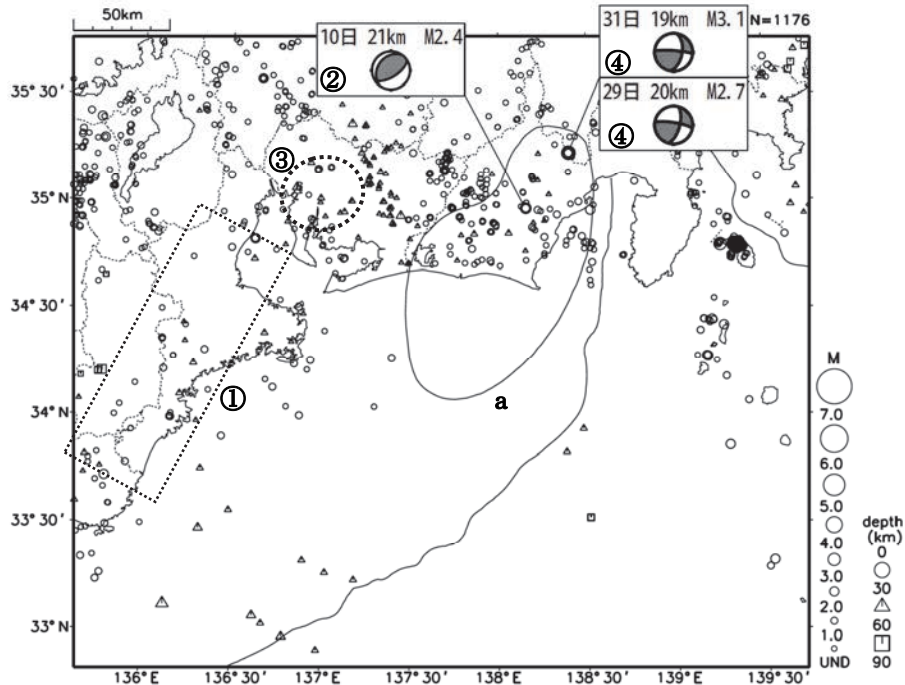 50km
N=1176
10日 21km M2.4
②
31日 19km M3.1
④
29日 20km M2.7
④
③
①
a
35°30′
35°N
34°30′
34°N
33°30′
33°N
136°E
136°30′
137°E
137°30′
138°E
138°30′
139°E
139°30′
M
7.0
6.0
5.0
4.0
3.0
2.0
1.0
UND
depth
(km)
0
30
60
90